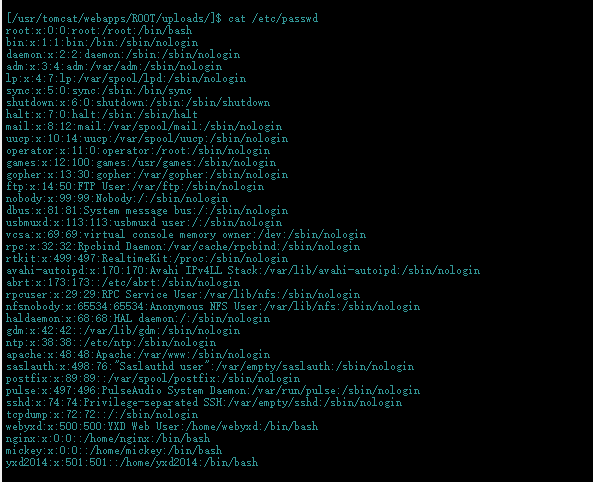 [/usr/tomcat/webapps/ROOT/uploads/]$ cat /etc/passwd
root:x:0:0:root:/root:/bin/bash
bin:x:1:1:bin:/bin:/sbin/nologin
daemon:x:2:2:daemon:/sbin:/sbin/nologin
adm:x:3:4:adm:/var/adm:/sbin/nologin
lp:x:4:7:lp:/var/spool/lpd:/sbin/nologin
sync:x:5:0:sync:/sbin:/bin/sync
shutdown:x:6:0:shutdown:/sbin:/sbin/shutdown
halt:x:7:0:halt:/sbin:/sbin/halt
mail:x:8:12:mail:/var/spool/mail:/sbin/nologin
uucp:x:10:14:uucp:/var/spool/uucp:/sbin/nologin
operator:x:11:0:operator:/root:/sbin/nologin
games:x:12:100:games:/usr/games:/sbin/nologin
gopher:x:13:30:gopher:/var/gopher:/sbin/nologin
ftp:x:14:50:FTP User:/var/ftp:/sbin/nologin
nobody:x:99:99:Nobody:/:/sbin/nologin
dbus:x:81:81:System message bus:/:/sbin/nologin
usbmuxd:x:113:113:usbmuxd user:/:/sbin/nologin
vcsa:x:69:69:virtual console memory owner:/dev:/sbin/nologin
rpc:x:32:32:Rpcbind Daemon:/var/cache/rpcbind:/sbin/nologin
rtkit:x:499:497:RealtimeKit:/proc:/sbin/nologin
avahi-autoipd:x:170:170:Avahi IPv4LL Stack:/var/lib/avahi-autoipd:/sbin/nologin
abrt:x:173:173::/etc/abrt:/sbin/nologin
rpcuser:x:29:29:RPC Service User:/var/lib/nfs:/sbin/nologin
nfsnobody:x:65534:65534:Anonymous NFS User:/var/lib/nfs:/sbin/nologin
haldaemon:x:68:68:HAL daemon:/:/sbin/nologin
gdm:x:42:42::/var/lib/gdm:/sbin/nologin
ntp:x:38:38::/etc/ntp:/sbin/nologin
apache:x:48:48:Apache:/var/www:/sbin/nologin
saslauth:x:498:76:"Saslauthd user":/var/empty/saslauth:/sbin/nologin
postfix:x:89:89::/var/spool/postfix:/sbin/nologin
pulse:x:497:496:PulseAudio System Daemon:/var/run/pulse:/sbin/nologin
sshd:x:74:74:Privilege-separated SSH:/var/empty/sshd:/sbin/nologin
tcpdump:x:72:72::/:/sbin/nologin
webyxd:x:500:500:YXD Web User:/home/webyxd:/bin/bash
nginx:x:0:0::/home/nginx:/bin/bash
mickey:x:0:0::/home/mickey:/bin/bash
yxd2014:x:501:501::/home/yxd2014:/bin/bash